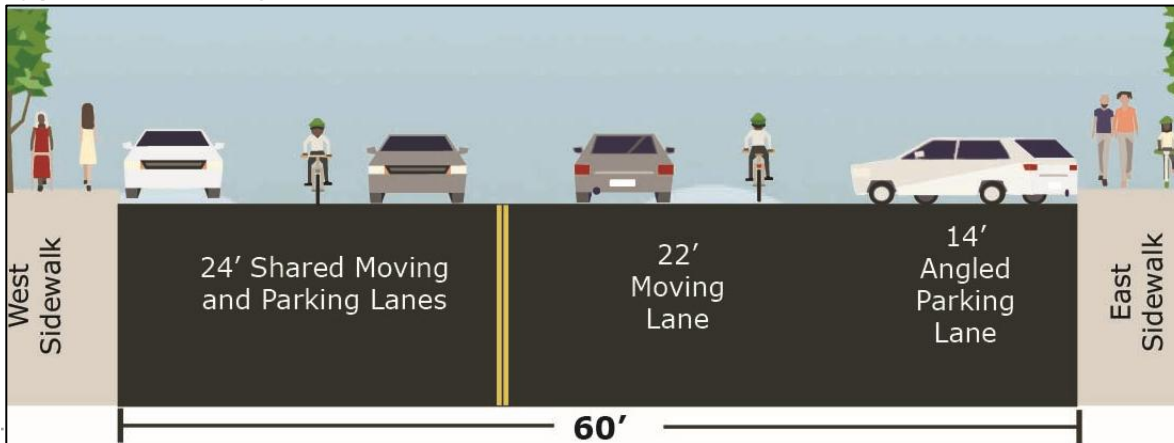 West
Sidewalk
24’ Shared Moving
and Parking Lanes
22’
Moving
Lane
14’
Angled
Parking
Lane
East
Sidewalk
60’